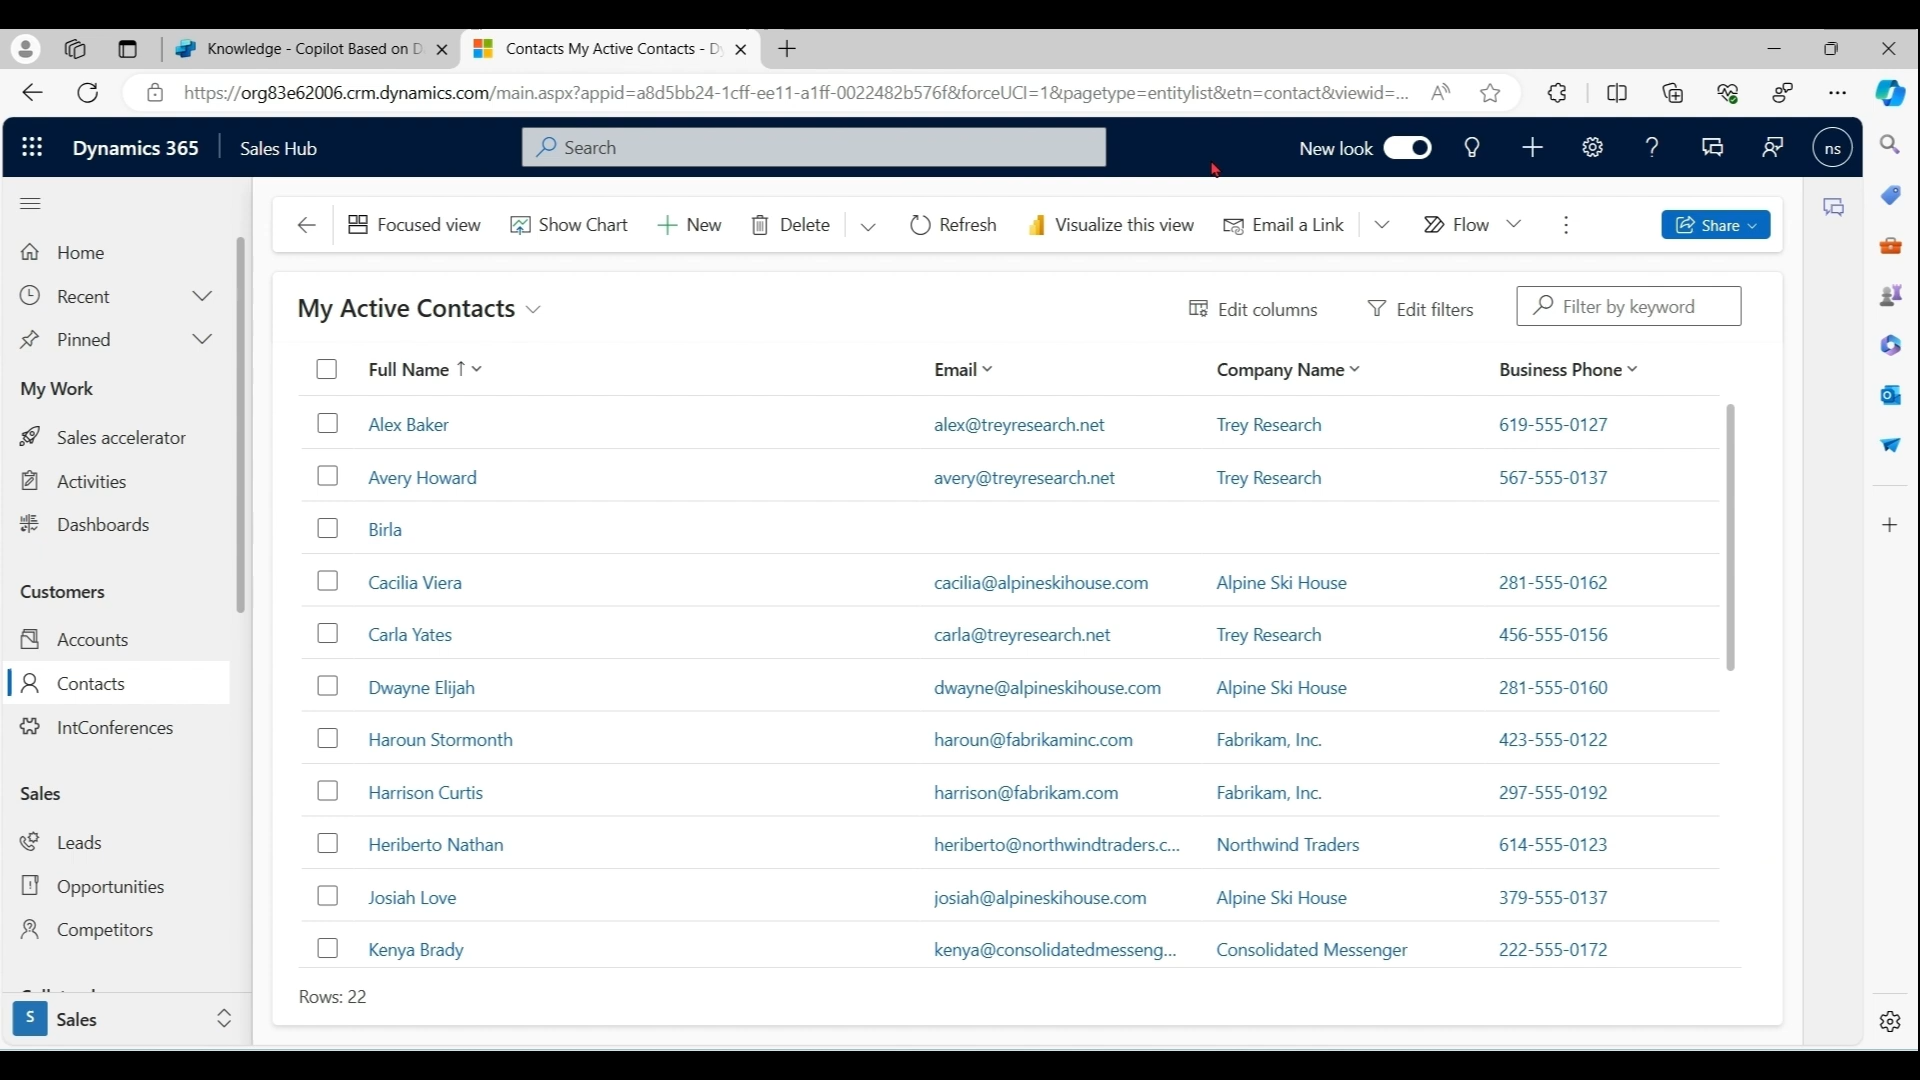 Knowledge - Copilot Based on D
Contacts My Active Contacts - Dy
https://org83e62006.crm.dynamics.com/main.aspx?appid=a8d5bb24-1cff-ee11-a1ff-0022482b576f&forceUCI=1&pagetype=entitylist&etn=contact&viewid=...
Dynamics 365
Sales Hub
Search
New look
ns
Focused view
Show Chart
New
Delete
Refresh
Visualize this view
Email a Link
Flow
Share
Home
Recent
Pinned
My Work
Sales accelerator
Activities
Dashboards
Customers
Accounts
Contacts
IntConferences
Sales
Leads
Opportunities
Competitors
S Sales
My Active Contacts
Edit columns
Edit filters
Filter by keyword
Full Name ↑ Email Company Name Business Phone
Alex Baker alex@treyresearch.net Trey Research 619-555-0127
Avery Howard avery@treyresearch.net Trey Research 567-555-0137
Birla
Cacilia Viera cacilia@alpineskihouse.com Alpine Ski House 281-555-0162
Carla Yates carla@treyresearch.net Trey Research 456-555-0156
Dwayne Elijah dwayne@alpineskihouse.com Alpine Ski House 281-555-0160
Haroun Stormonth haroun@fabrikaminc.com Fabrikam, Inc. 423-555-0122
Harrison Curtis harrison@fabrikam.com Fabrikam, Inc. 297-555-0192
Heriberto Nathan heriberto@northwindtraders.c... Northwind Traders 614-555-0123
Josiah Love josiah@alpineskihouse.com Alpine Ski House 379-555-0137
Kenya Brady kenya@consolidatedmesseng... Consolidated Messenger 222-555-0172
Rows: 22